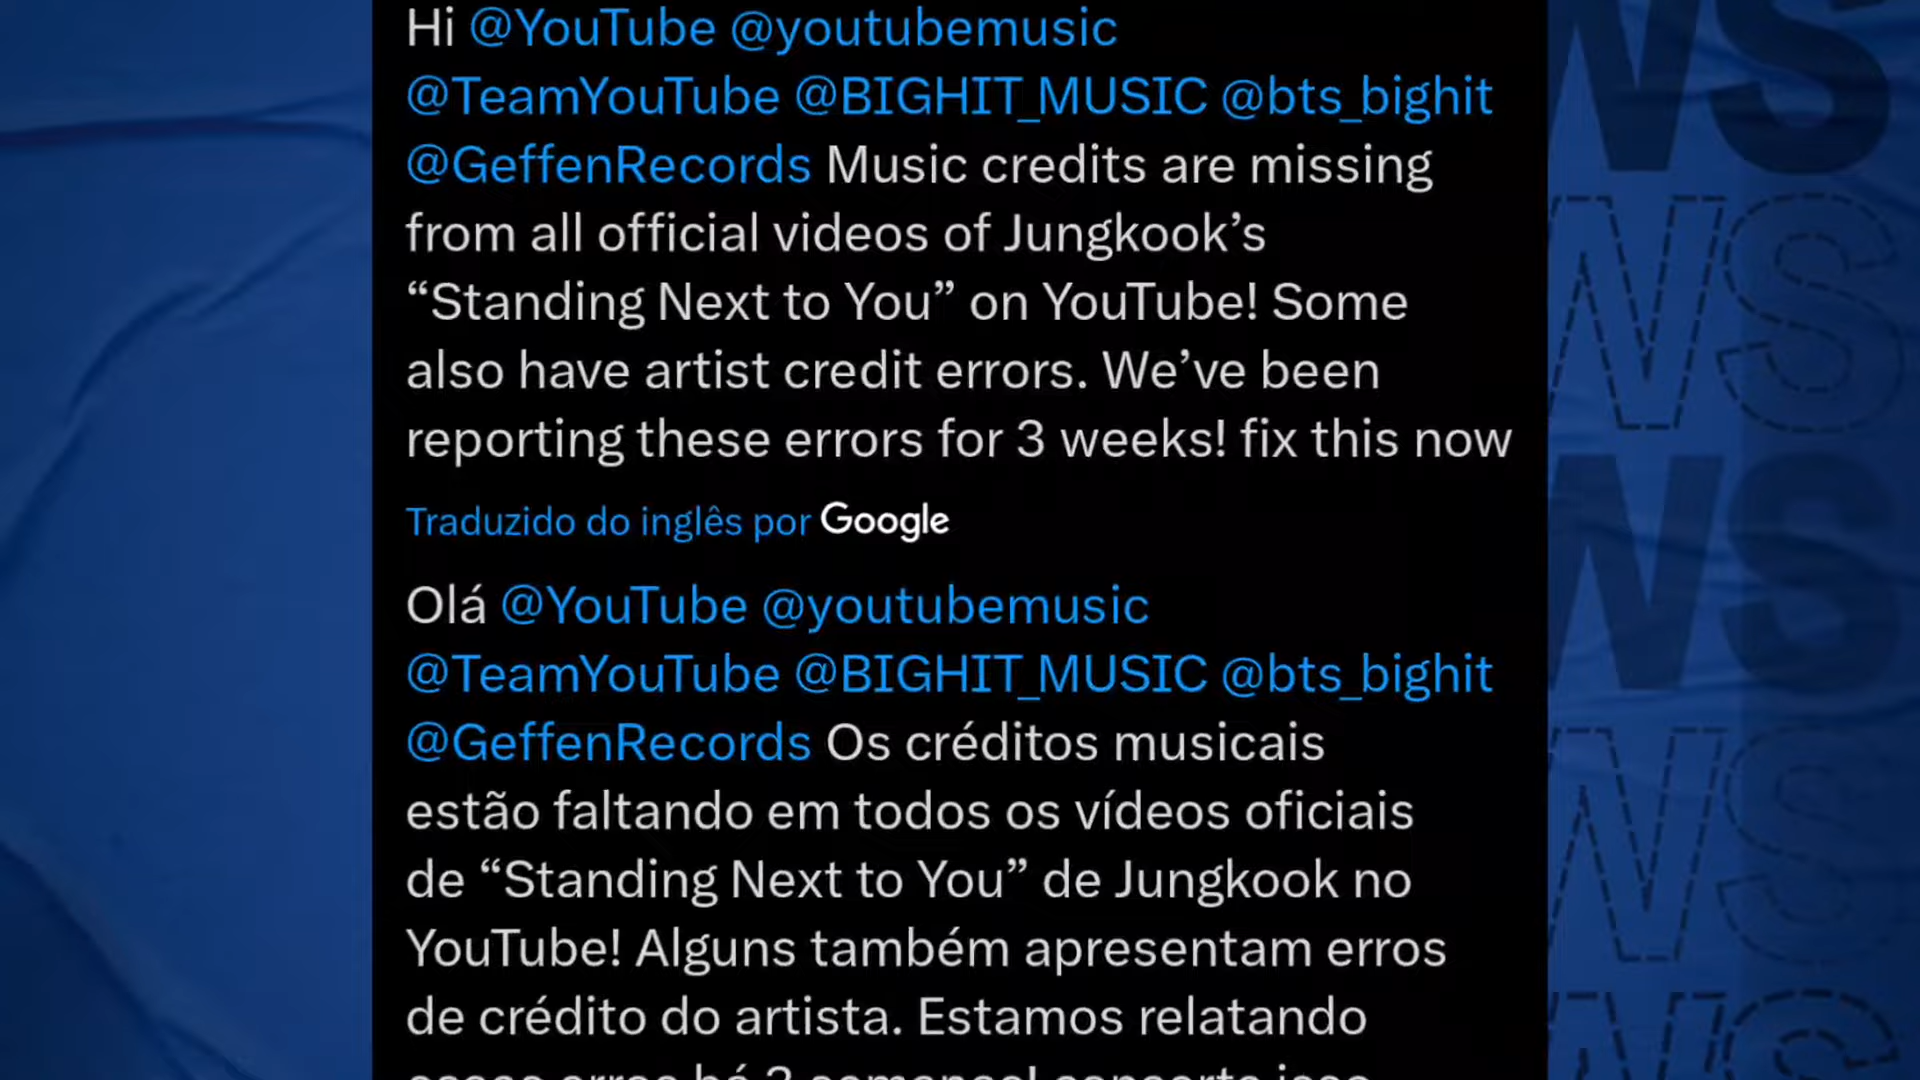 Hi @YouTube @youtubemusic
@TeamYouTube @BIGHIT_MUSIC @bts_bighit
@GeffenRecords Music credits are missing
from all official videos of Jungkook’s
“Standing Next to You” on YouTube! Some
also have artist credit errors. We’ve been
reporting these errors for 3 weeks! fix this now
Traduzido do inglês por Google
Olá @YouTube @youtubemusic
@TeamYouTube @BIGHIT_MUSIC @bts_bighit
@GeffenRecords Os créditos musicais
estão faltando em todos os vídeos oficiais
de “Standing Next to You” de Jungkook no
YouTube! Alguns também apresentam erros
de crédito do artista. Estamos relatando